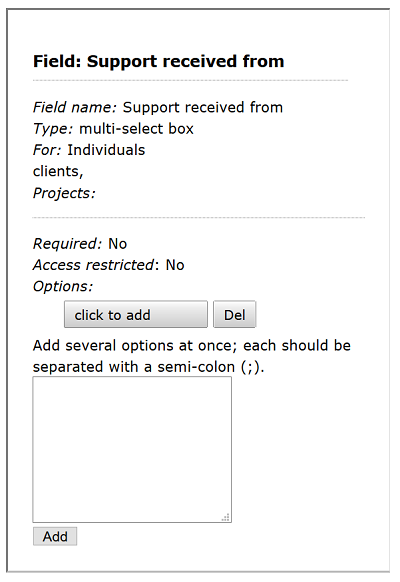 Field: Support received from
Field name: Support received from
Type: multi-select box
For: Individuals
clients,
Projects:
Required: No
Access restricted: No
Options:
click to add Del
Add several options at once; each should be
separated with a semi-colon (;).
Add